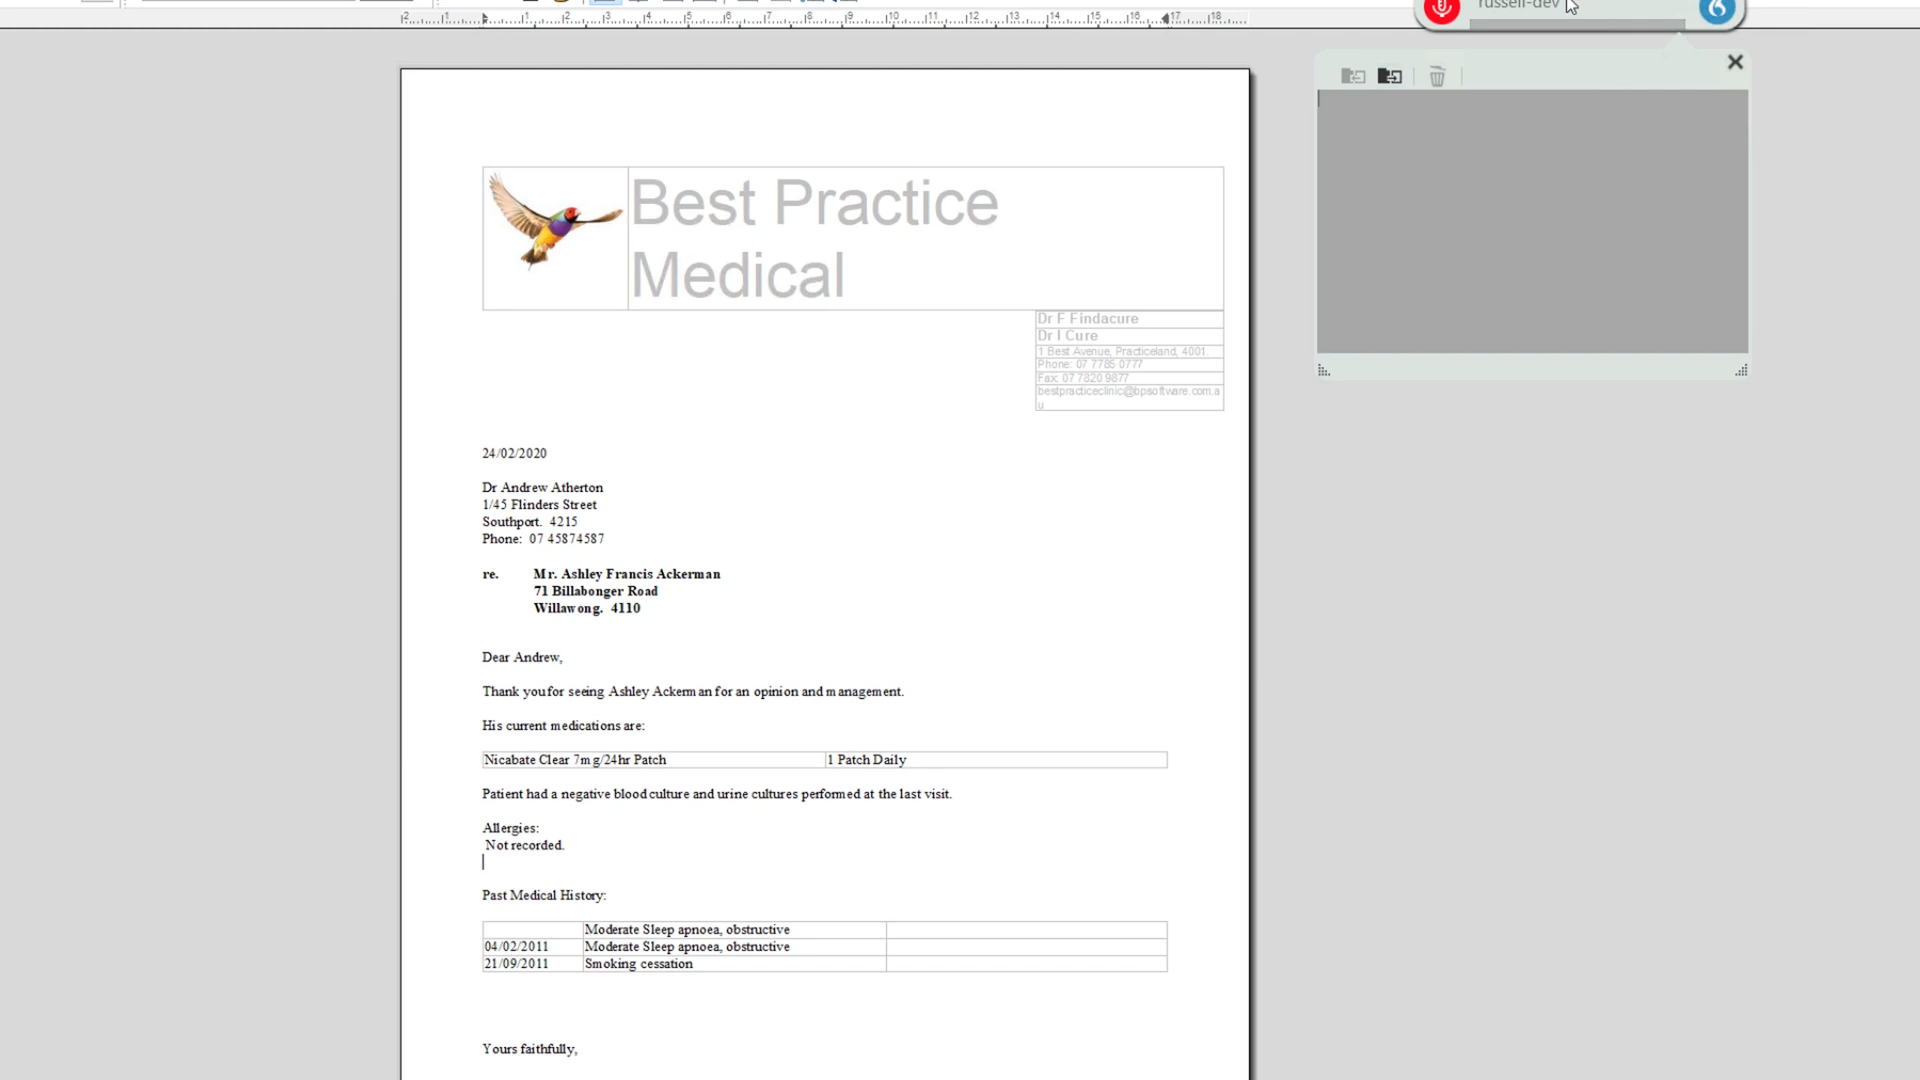 russell-dev
Best Practice
Medical
Dr F Findacure
Dr I Cure
1 Best Avenue, Practiceland, 4001.
Phone: 07 7785 0777
Fax: 07 7820 9877
bestpracticeclinic@bpsoftware.com.a
u
24/02/2020
Dr Andrew Atherton
1/45 Flinders Street
Southport. 4215
Phone: 07 45874587
re. Mr. Ashley Francis Ackerman
71 Billabonger Road
Willawong. 4110
Dear Andrew,
Thank you for seeing Ashley Ackerman for an opinion and management.
His current medications are:
Nicabate Clear 7mg/24hr Patch 1 Patch Daily
Patient had a negative blood culture and urine cultures performed at the last visit.
Allergies:
Not recorded.
Past Medical History:
Moderate Sleep apnoea, obstructive
04/02/2011 Moderate Sleep apnoea, obstructive
21/09/2011 Smoking cessation
Yours faithfully,